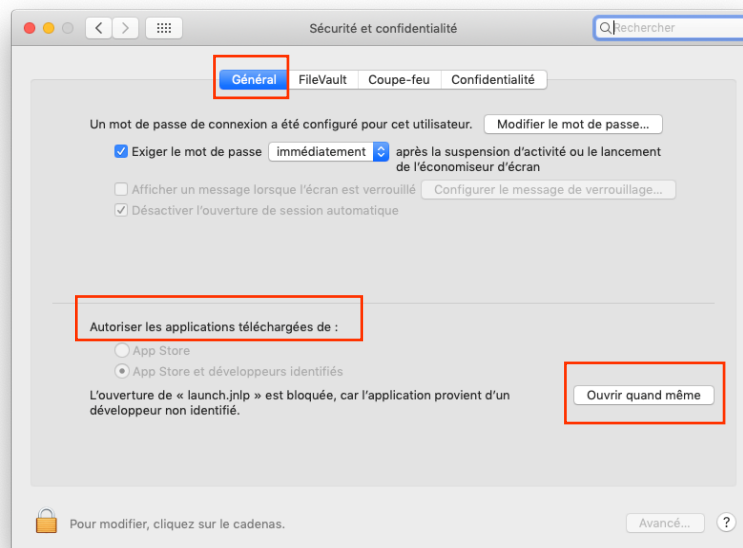 Sécurité et confidentialité
Rechercher
Général
FileVault
Coupe-feu
Confidentialité
Un mot de passe de connexion a été configuré pour cet utilisateur.
Modifier le mot de passe...
Exiger le mot de passe
immédiatement
après la suspension d'activité ou le lancement
de l'économiseur d'écran
Afficher un message lorsque l'écran est verrouillé
Configurer le message de verrouillage...
Désactiver l'ouverture de session automatique
Autoriser les applications téléchargées de :
App Store
App Store et développeurs identifiés
L'ouverture de « launch.jnlp » est bloquée, car l'application provient d'un
développeur non identifié.
Ouvrir quand même
Pour modifier, cliquez sur le cadenas.
Avancé...
?